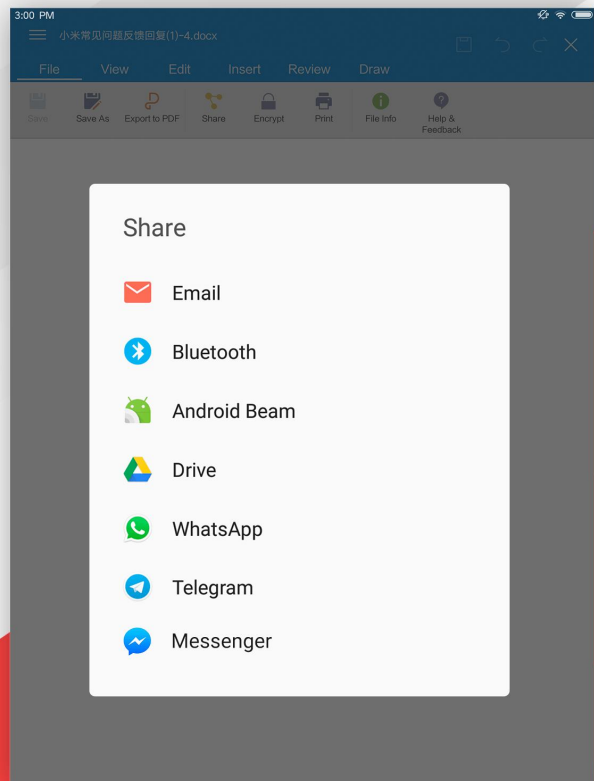 3:00 PM
小米常见问题反馈回复(1)-4.docx
File View Edit Insert Review Draw
Save Save As Export to PDF Share Encrypt Print File Info Help & Feedback
Share
Email
Bluetooth
Android Beam
Drive
WhatsApp
Telegram
Messenger